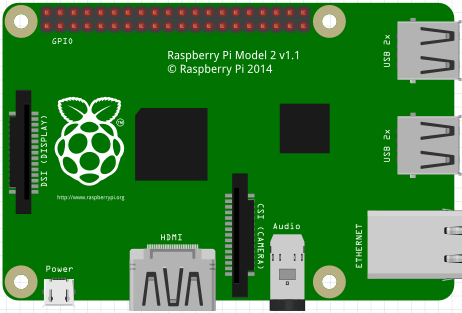 GPIO
Raspberry Pi Model 2 v1.1
© Raspberry Pi 2014
USB 2x
DSI (DISPLAY)
TM
USB 2x
http://www.raspberrypi.org
CSI (CAMERA)
HDMI
Audio
ETHERNET
Power